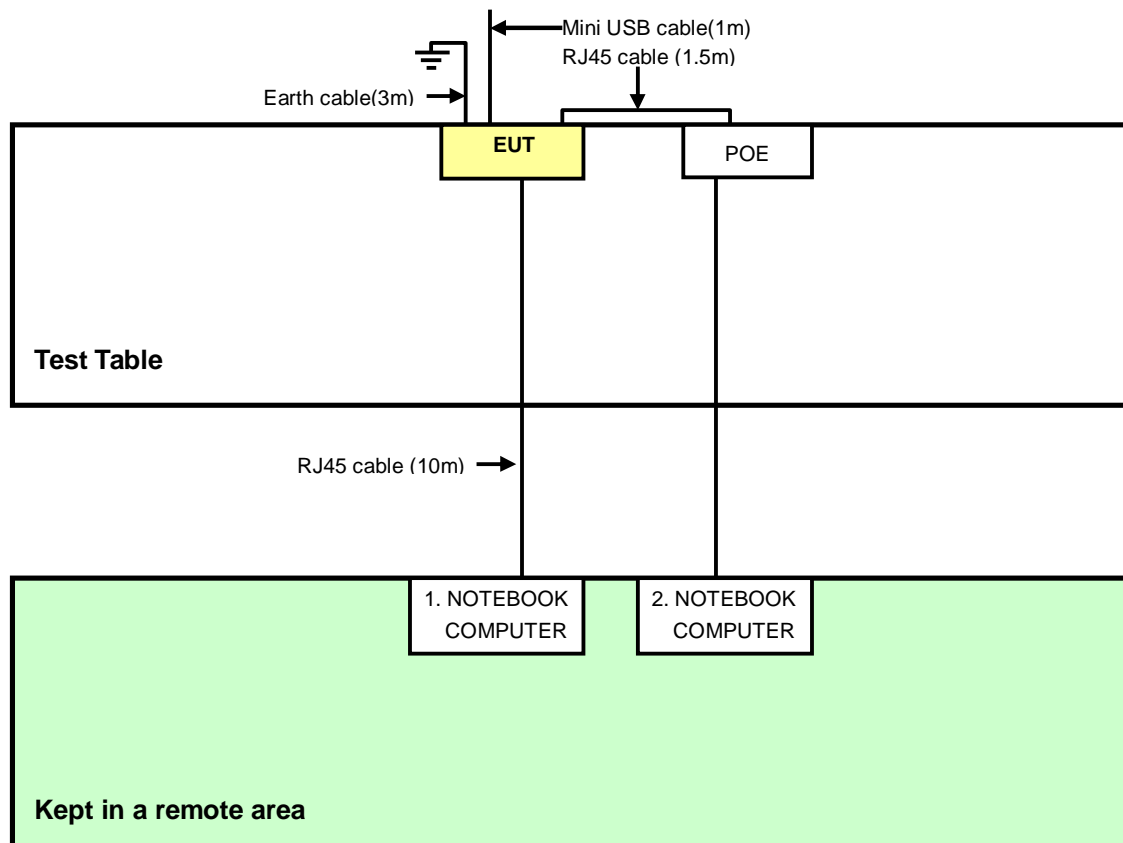 Mini USB cable(1m)
RJ45 cable (1.5m)
Earth cable(3m)
EUT
POE
Test Table
RJ45 cable (10m)
1. NOTEBOOK
COMPUTER
2. NOTEBOOK
COMPUTER
Kept in a remote area